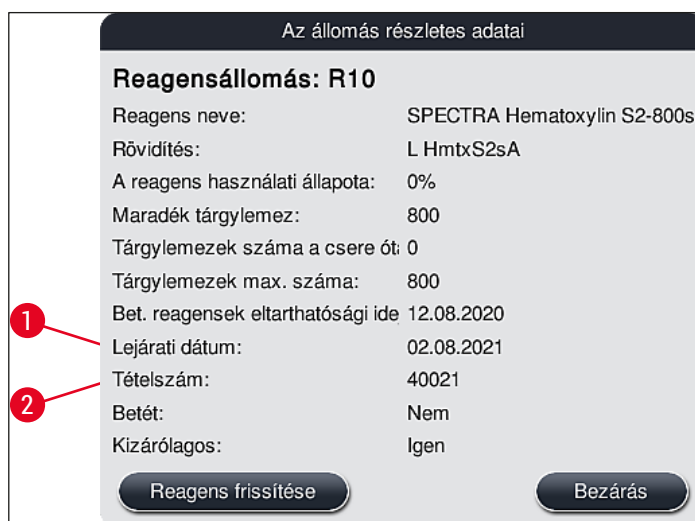 Az állomás részletes adatai
Reagensállomás: R10
Reagens neve: SPECTRA Hematoxylin S2-800s
Rövidítés: L HmtxS2sA
A reagens használati állapota: 0%
Maradék tárgylemez: 800
Tárgylemezek száma a csere óta 0
Tárgylemezek max. száma: 800
Bet. reagensek eltarthatósági ide 12.08.2020
1 Lejárati dátum: 02.08.2021
2 Tételszám: 40021
Betét: Nem
Kizárólagos: Igen
Reagens frissítése Bezárás